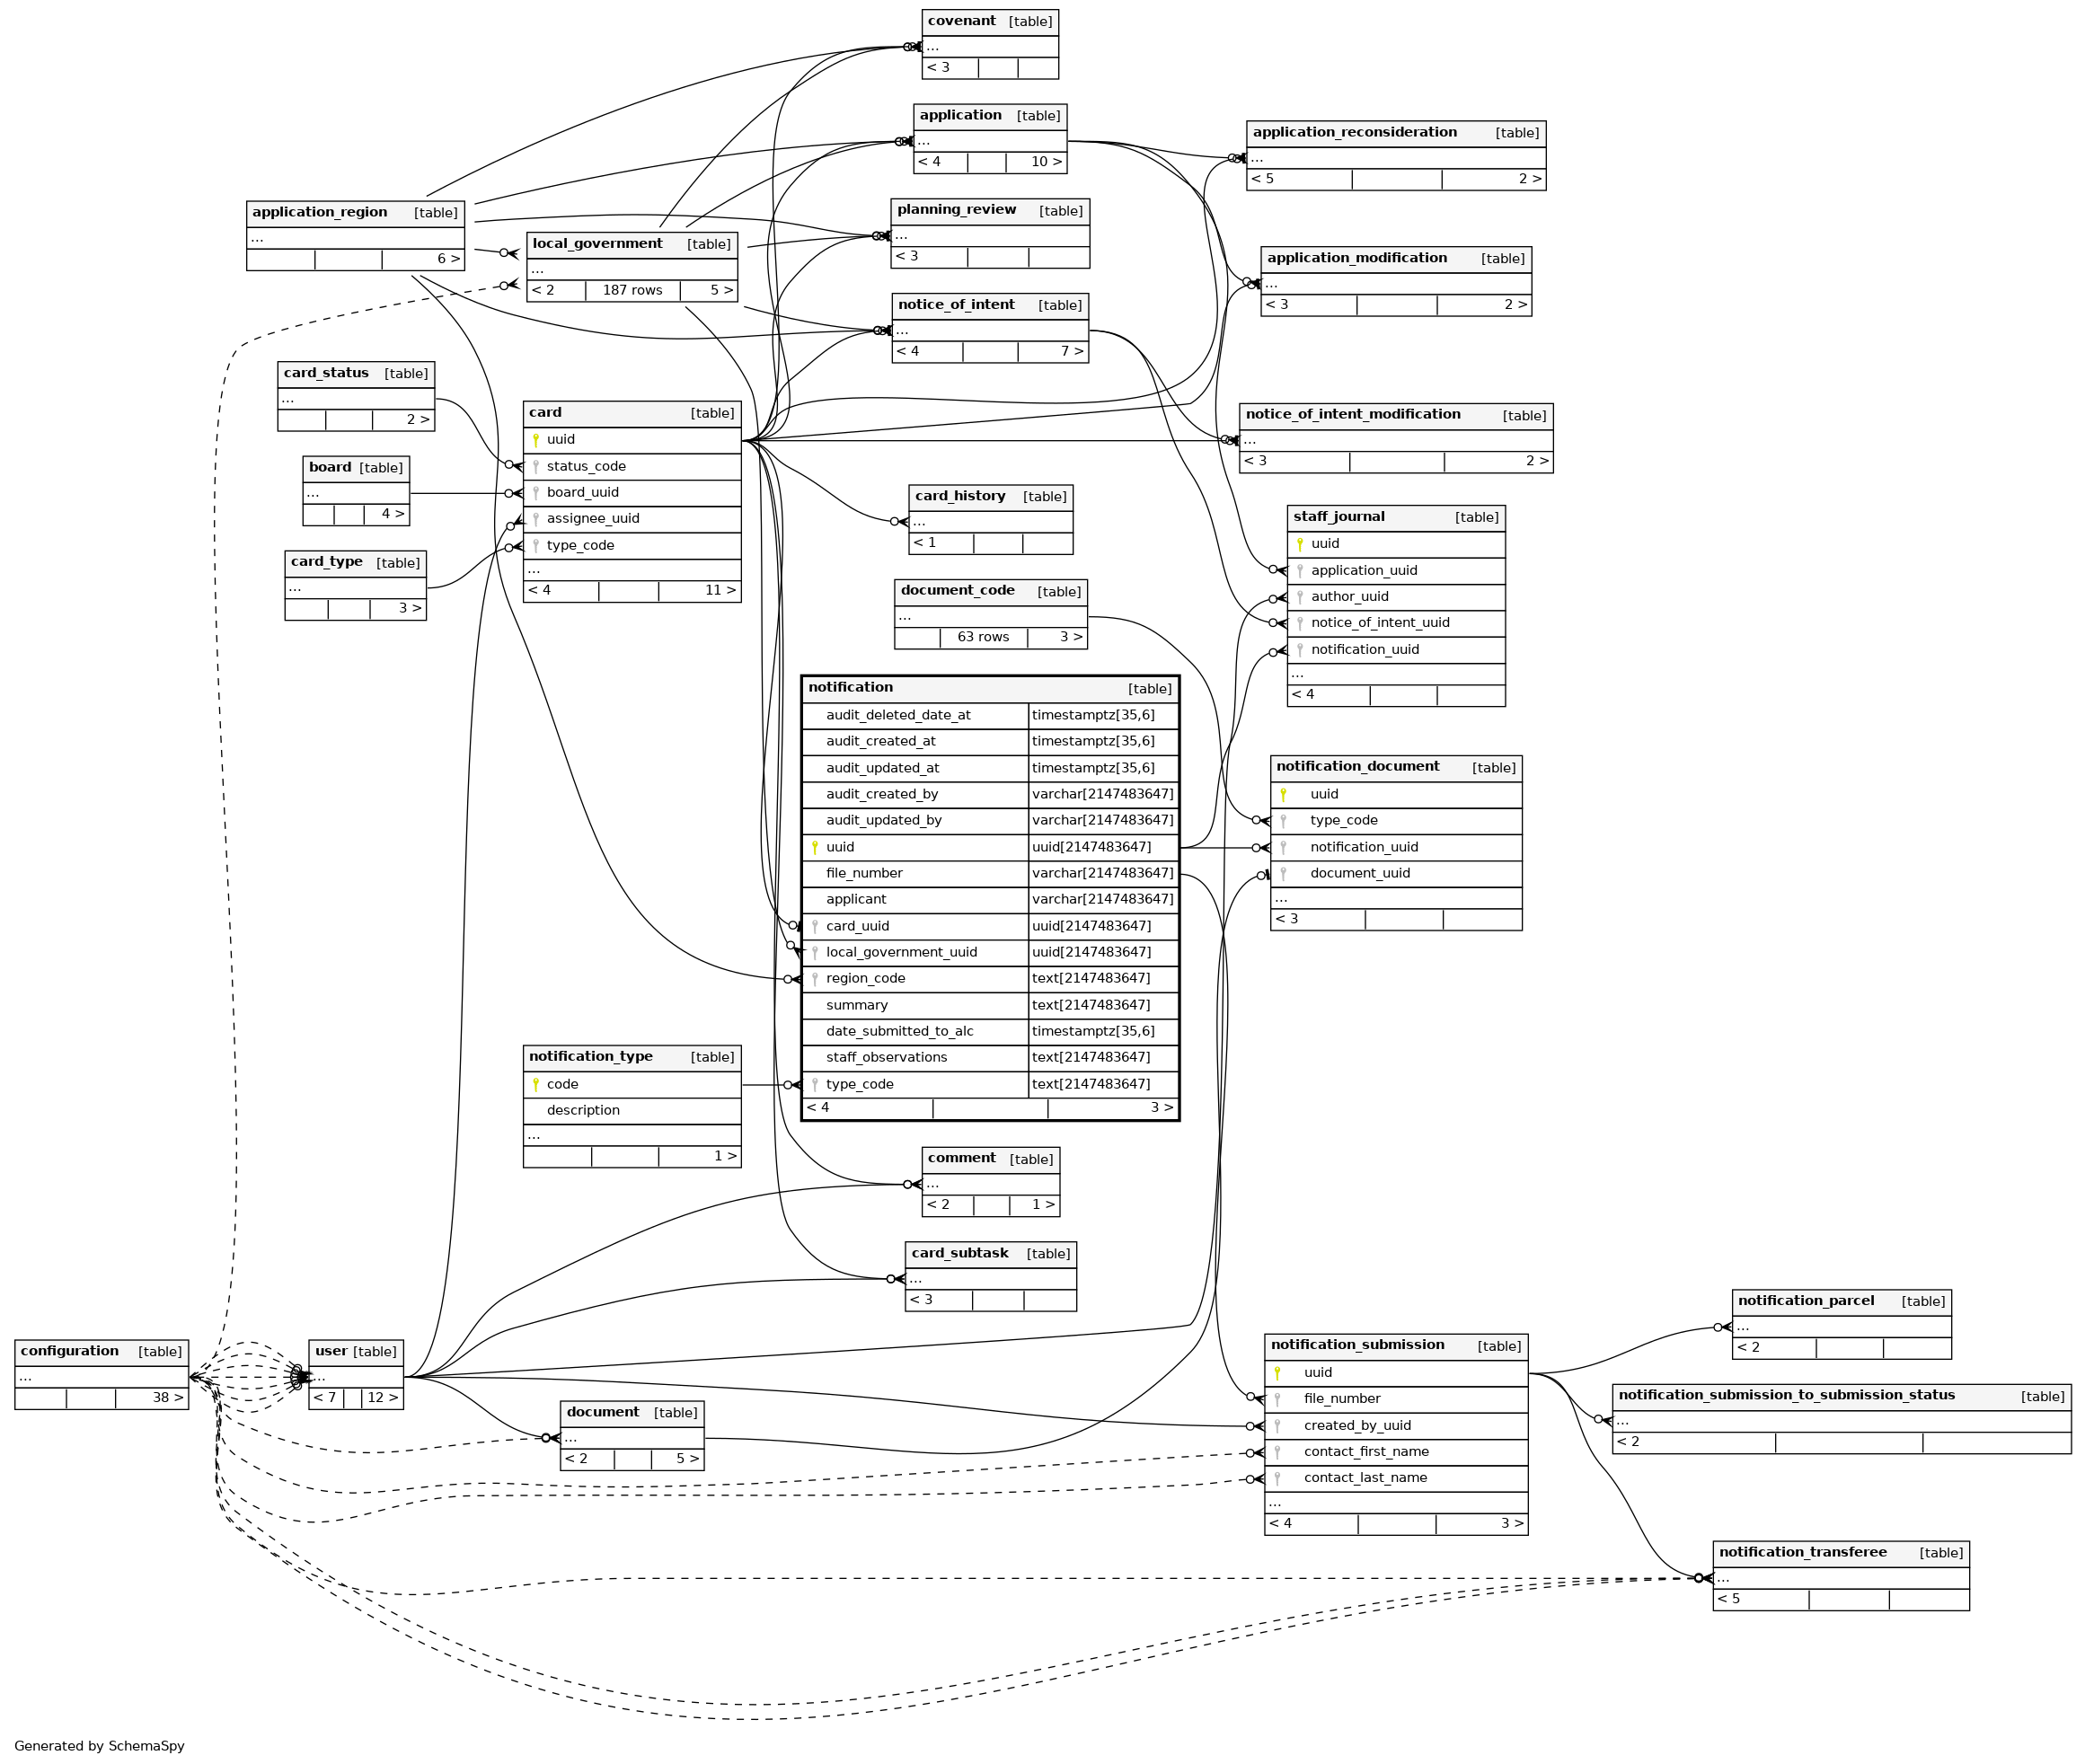 covenant [table]
...
< 3
application [table]
...
< 4 10 >
application_reconsideration [table]
...
< 5 2 >
application_region [table]
...
6 >
planning_review [table]
...
< 3
local_government [table]
...
< 2 187 rows 5 >
application_modification [table]
...
< 3 2 >
notice_of_intent [table]
...
< 4 7 >
card_status [table]
...
2 >
card [table]
uuid
status_code
board_uuid
assignee_uuid
type_code
...
< 4 11 >
notice_of_intent_modification [table]
...
< 3 2 >
board [table]
...
4 >
card_history [table]
...
< 1
staff_journal [table]
uuid
application_uuid
author_uuid
notice_of_intent_uuid
notification_uuid
...
< 4
card_type [table]
...
3 >
document_code [table]
...
63 rows 3 >
notification [table]
audit_deleted_date_at timestamptz[35,6]
audit_created_at timestamptz[35,6]
audit_updated_at timestamptz[35,6]
audit_created_by varchar[2147483647]
audit_updated_by varchar[2147483647]
uuid uuid[2147483647]
file_number varchar[2147483647]
applicant varchar[2147483647]
card_uuid uuid[2147483647]
local_government_uuid uuid[2147483647]
region_code text[2147483647]
summary text[2147483647]
date_submitted_to_alc timestamptz[35,6]
staff_observations text[2147483647]
type_code text[2147483647]
< 4 3 >
notification_document [table]
uuid
type_code
notification_uuid
document_uuid
...
< 3
notification_type [table]
code
description
...
1 >
comment [table]
...
< 2 1 >
card_subtask [table]
...
< 3
notification_parcel [table]
...
< 2
configuration [table]
...
38 >
user [table]
...
< 7 12 >
notification_submission [table]
uuid
file_number
created_by_uuid
contact_first_name
contact_last_name
...
< 4 3 >
notification_submission_to_submission_status [table]
...
< 2
document [table]
...
< 2 5 >
notification_transferee [table]
...
< 5
Generated by SchemaSpy